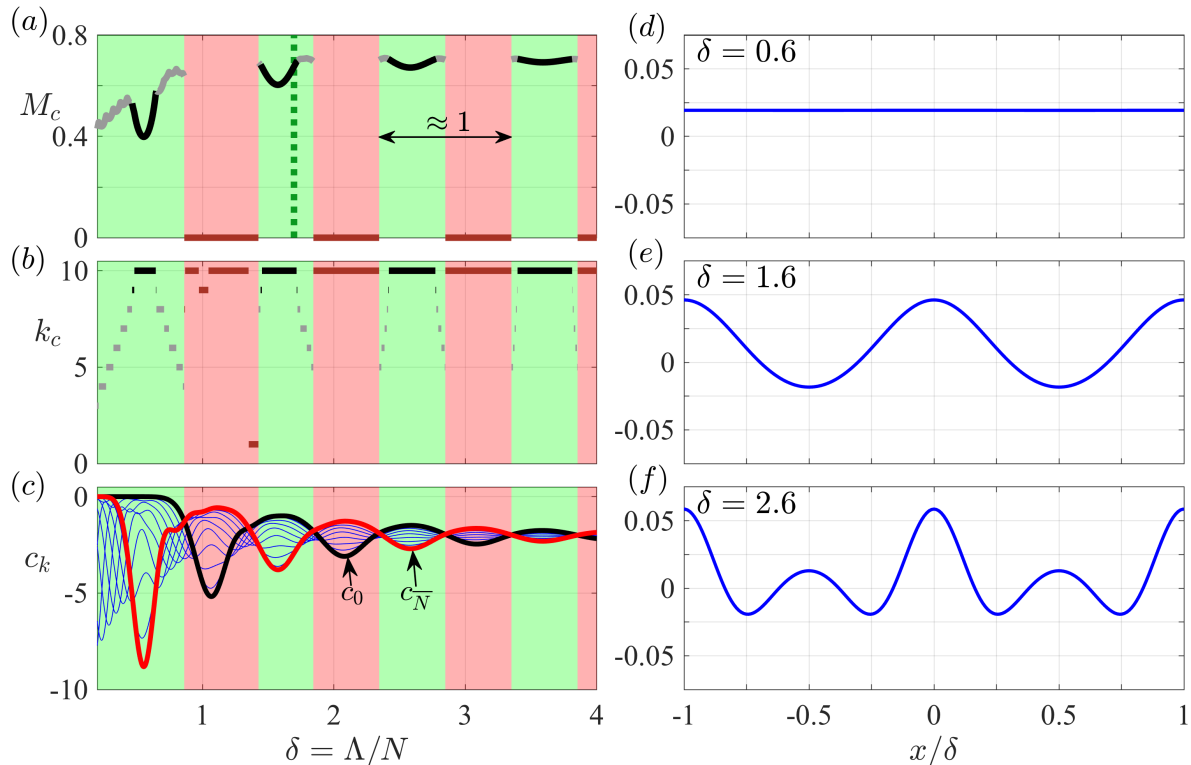 (a)
0.8
M_c
0.4
0
≈ 1
(b)
10
k_c
5
0
(c)
0
c_k
-5
-10
c_0
c_{\overline{N}}
1
2
3
4
δ = Λ/N
(d)
δ = 0.6
0.05
0
-0.05
(e)
δ = 1.6
0.05
0
-0.05
(f)
δ = 2.6
0.05
0
-0.05
-1
-0.5
0
0.5
1
x/δ